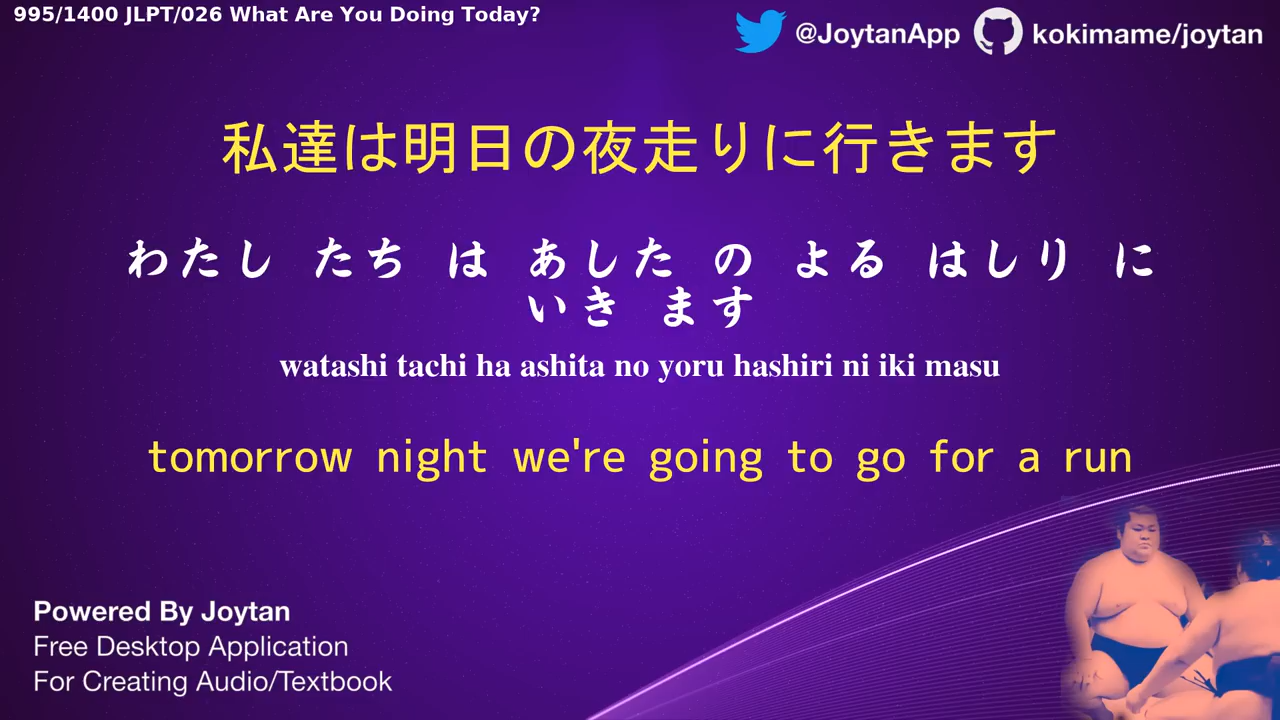 995/1400 JLPT/026 What Are You Doing Today?
@JoytanApp kokimame/joytan
私達は明日の夜走りに行きます
わたし たち は あした の よる はしり に
いき ます
watashi tachi ha ashita no yoru hashiri ni iki masu
tomorrow night we're going to go for a run
Powered By Joytan
Free Desktop Application
For Creating Audio/Textbook